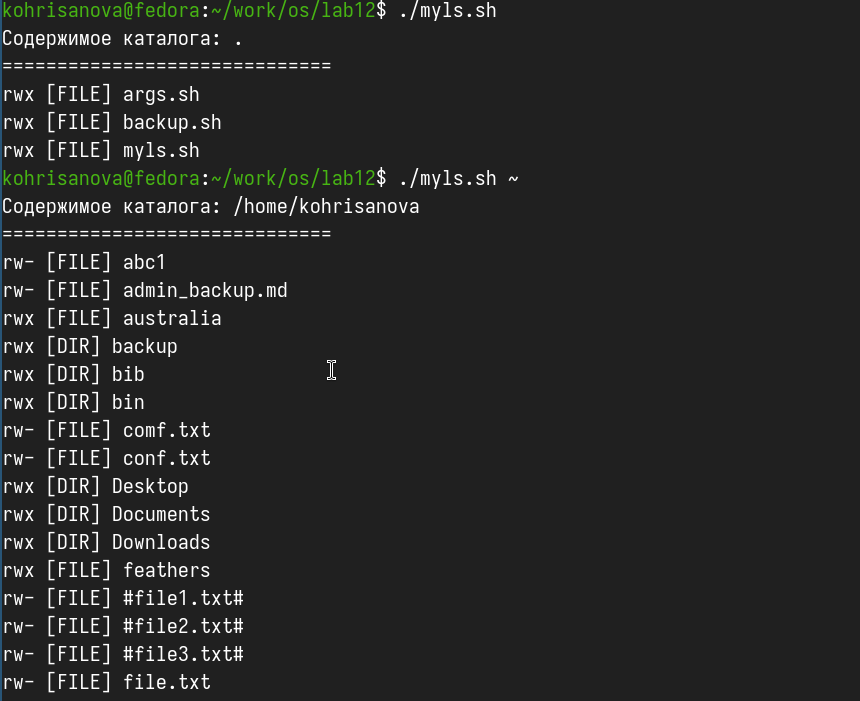 kohrisanova@fedora:~/work/os/lab12$ ./myls.sh
Содержимое каталога: .
==============================
rwx [FILE] args.sh
rwx [FILE] backup.sh
rwx [FILE] myls.sh
kohrisanova@fedora:~/work/os/lab12$ ./myls.sh ~
Содержимое каталога: /home/kohrisanova
==============================
rw- [FILE] abc1
rw- [FILE] admin_backup.md
rwx [FILE] australia
rwx [DIR] backup
rwx [DIR] bib
rwx [DIR] bin
rw- [FILE] comf.txt
rw- [FILE] conf.txt
rwx [DIR] Desktop
rwx [DIR] Documents
rwx [DIR] Downloads
rwx [FILE] feathers
rw- [FILE] #file1.txt#
rw- [FILE] #file2.txt#
rw- [FILE] #file3.txt#
rw- [FILE] file.txt